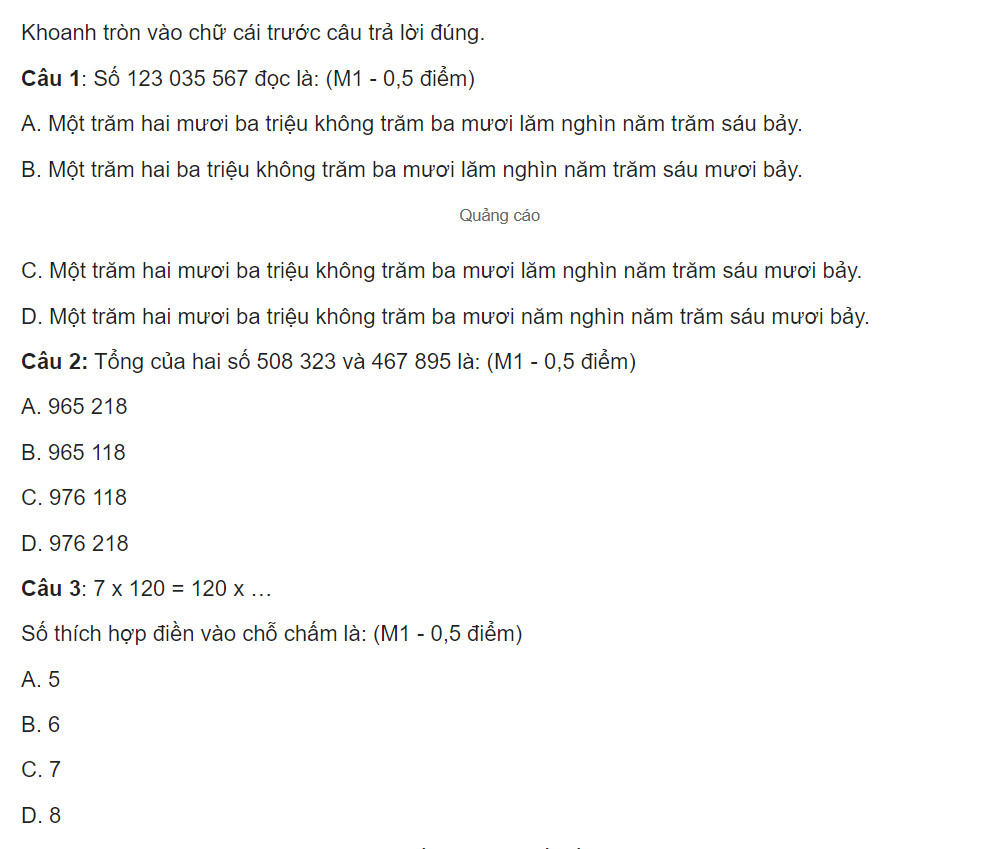 Khoanh tròn vào chữ cái trước câu trả lời đúng.
Câu 1: Số 123 035 567 đọc là: (M1 - 0,5 điểm)
A. Một trăm hai mươi ba triệu không trăm ba mươi lăm nghìn năm trăm sáu bảy.
B. Một trăm hai ba triệu không trăm ba mươi lăm nghìn năm trăm sáu mươi bảy.
Quảng cáo
C. Một trăm hai mươi ba triệu không trăm ba mươi lăm nghìn năm trăm sáu mươi bảy.
D. Một trăm hai mươi ba triệu không trăm ba mươi năm nghìn năm trăm sáu mươi bảy.
Câu 2: Tổng của hai số 508 323 và 467 895 là: (M1 - 0,5 điểm)
A. 965 218
B. 965 118
C. 976 118
D. 976 218
Câu 3: 7 x 120 = 120 x …
Số thích hợp điền vào chỗ chấm là: (M1 - 0,5 điểm)
A. 5
B. 6
C. 7
D. 8